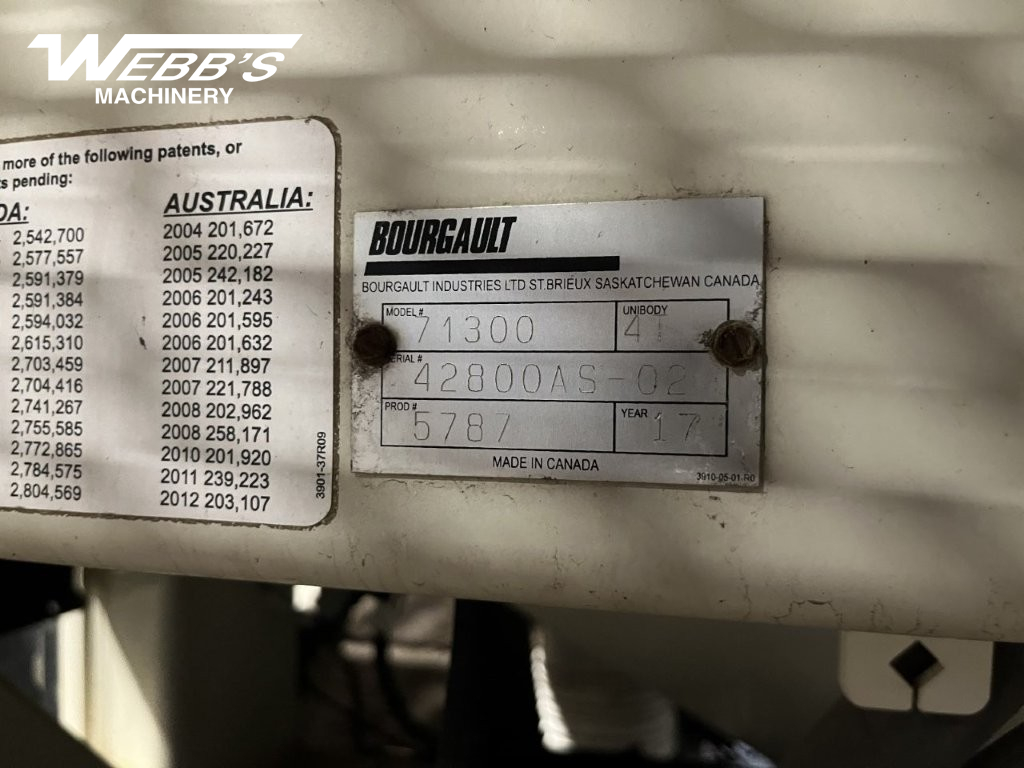 WEBB'S
MACHINERY
more of the following patents, or
ts pending:
DA:
2,542,700
2,577,557
2,591,379
2,591,384
2,594,032
2,615,310
2,703,459
2,704,416
2,741,267
2,755,585
2,772,865
2,784,575
2,804,569
AUSTRALIA:
2004 201,672
2005 220,227
2005 242,182
2006 201,243
2006 201,595
2006 201,632
2007 211,897
2007 221,788
2008 202,962
2008 258,171
2010 201,920
2011 239,223
2012 203,107
3901-37R09
BOURGAULT
BOURGAULT INDUSTRIES LTD ST.BRIEUX SASKATCHEWAN CANADA
MODEL # 71300 UNIBODY
ERIAL # 42800AS-02
PROD # 5787 YEAR 17
MADE IN CANADA
3910-05-01-R0